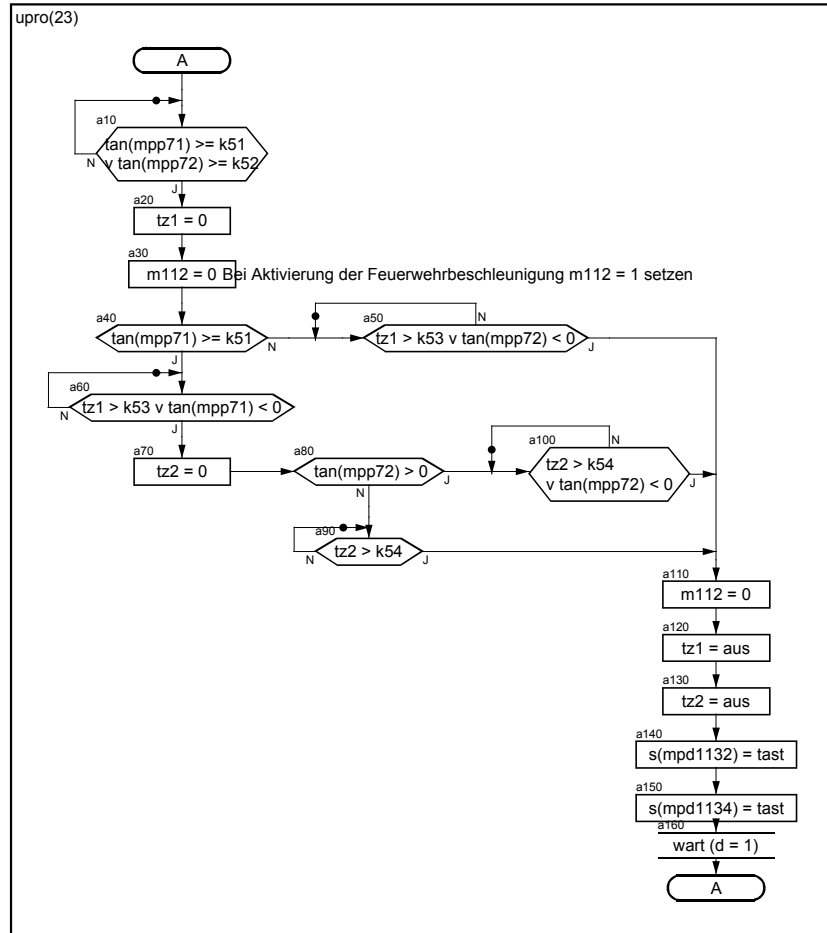 upro(23)
A
a10
tan(mpp71) >= k51
v tan(mpp72) >= k52
N
J
a20
tz1 = 0
a30
m112 = 0 Bei Aktivierung der Feuerwehrbeschleunigung m112 = 1 setzen
a40
tan(mpp71) >= k51
N
J
a50
N
tz1 > k53 v tan(mpp72) < 0
J
a60
tz1 > k53 v tan(mpp71) < 0
N
J
a70
tz2 = 0
a80
tan(mpp72) > 0
J
N
a100
N
tz2 > k54
v tan(mpp72) < 0
J
a90
tz2 > k54
N
J
a110
m112 = 0
a120
tz1 = aus
a130
tz2 = aus
a140
s(mpd1132) = tast
a150
s(mpd1134) = tast
a160
wart (d = 1)
A